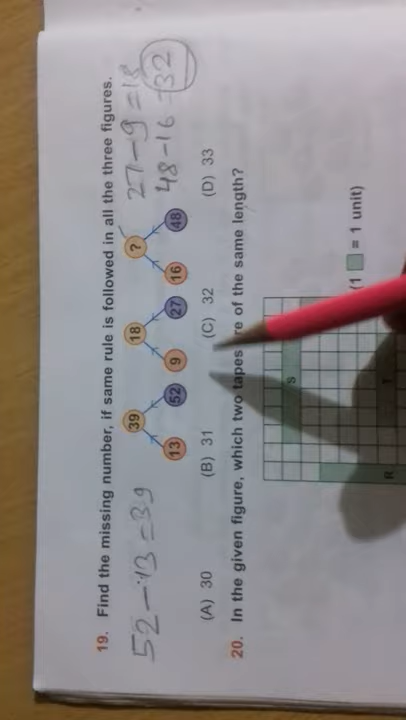 19. Find the missing number, if same rule is followed in all the three figures.
52-13=39
27-9=18
48-16=32
39 18 ?
13 52 9 27 16 48
(A) 30 (B) 31 (C) 32 (D) 33
20. In the given figure, which two tapes are of the same length?
(1 = 1 unit)
S
R T